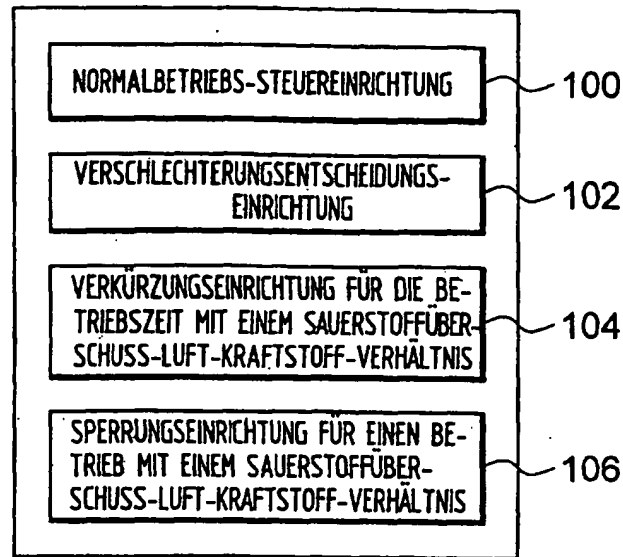 NORMALBETRIEBS-STEUEREINRICHTUNG 100
VERSCHLECHTERUNGSENTSCHEIDUNGS-
EINRICHTUNG 102
VERKÜRZUNGSEINRICHTUNG FÜR DIE BE-
TRIEBSZEIT MIT EINEM SAUERSTOFFÜBER-
SCHUSS-LUFT-KRAFTSTOFF-VERHÄLTNIS 104
SPERRUNGSEINRICHTUNG FÜR EINEN BE-
TRIEB MIT EINEM SAUERSTOFFÜBER-
SCHUSS-LUFT-KRAFTSTOFF-VERHÄLTNIS 106